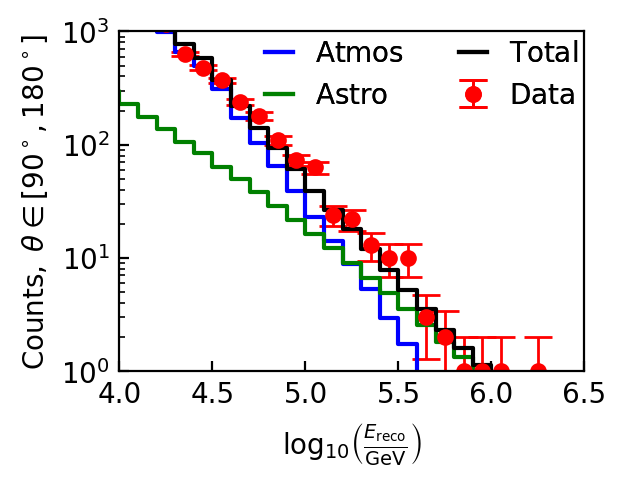 Counts, θ ∈ [90°, 180°]
10³
10²
10¹
10⁰
Atmos
Astro
Total
Data
4.0 4.5 5.0 5.5 6.0 6.5
log₁₀(E_reco/GeV)